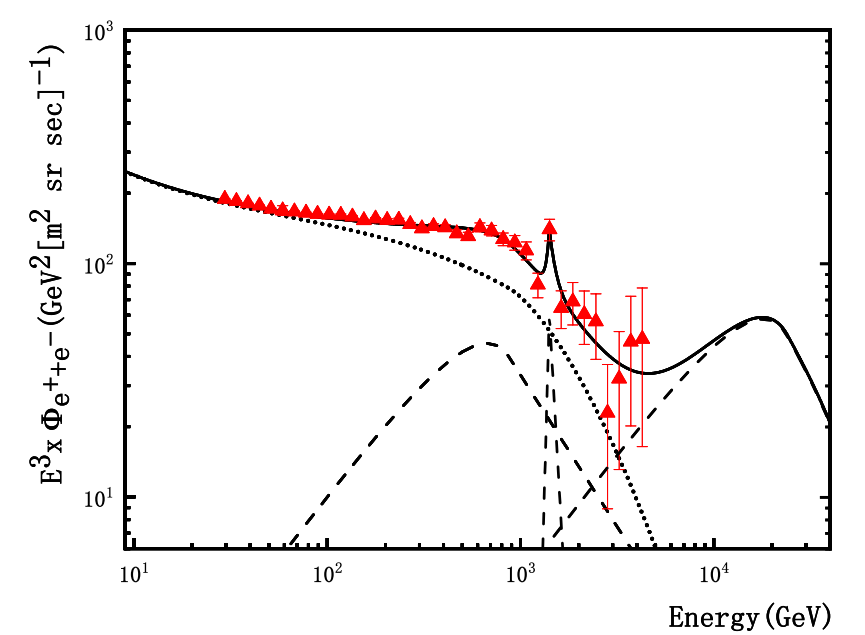 10³
10²
10¹
E³x Φe⁺+e⁻(GeV²[m² sr sec]⁻¹)
10¹ 10² 10³ 10⁴
Energy(GeV)